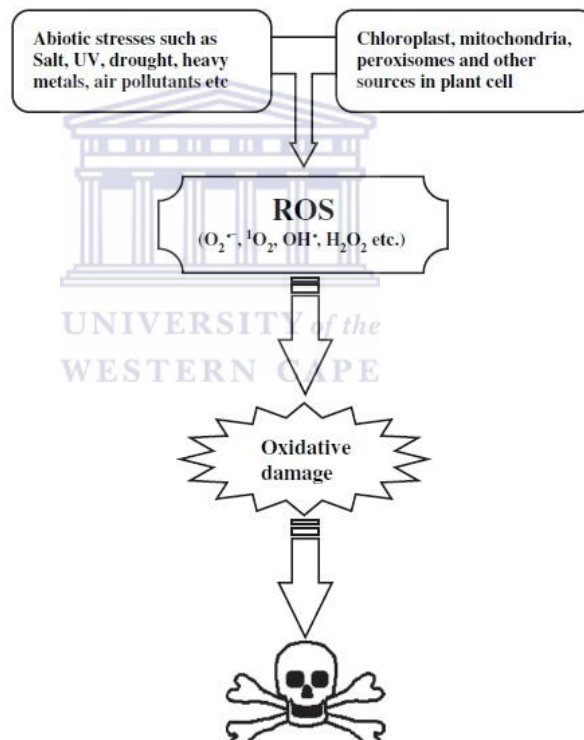 Abiotic stresses such as
Salt, UV, drought, heavy
metals, air pollutants etc
Chloroplast, mitochondria,
peroxisomes and other
sources in plant cell
ROS
(O₂•⁻, ¹O₂, OH•, H₂O₂ etc.)
UNIVERSITY of the
WESTERN CAPE
Oxidative
damage